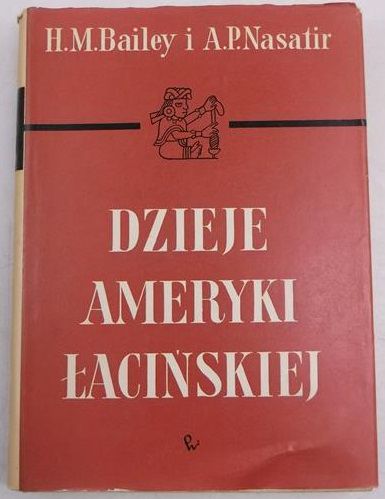 H.M.Bailey i A.P.Nasatir
DZIEJE
AMERYKI
ŁACIŃSKIEJ